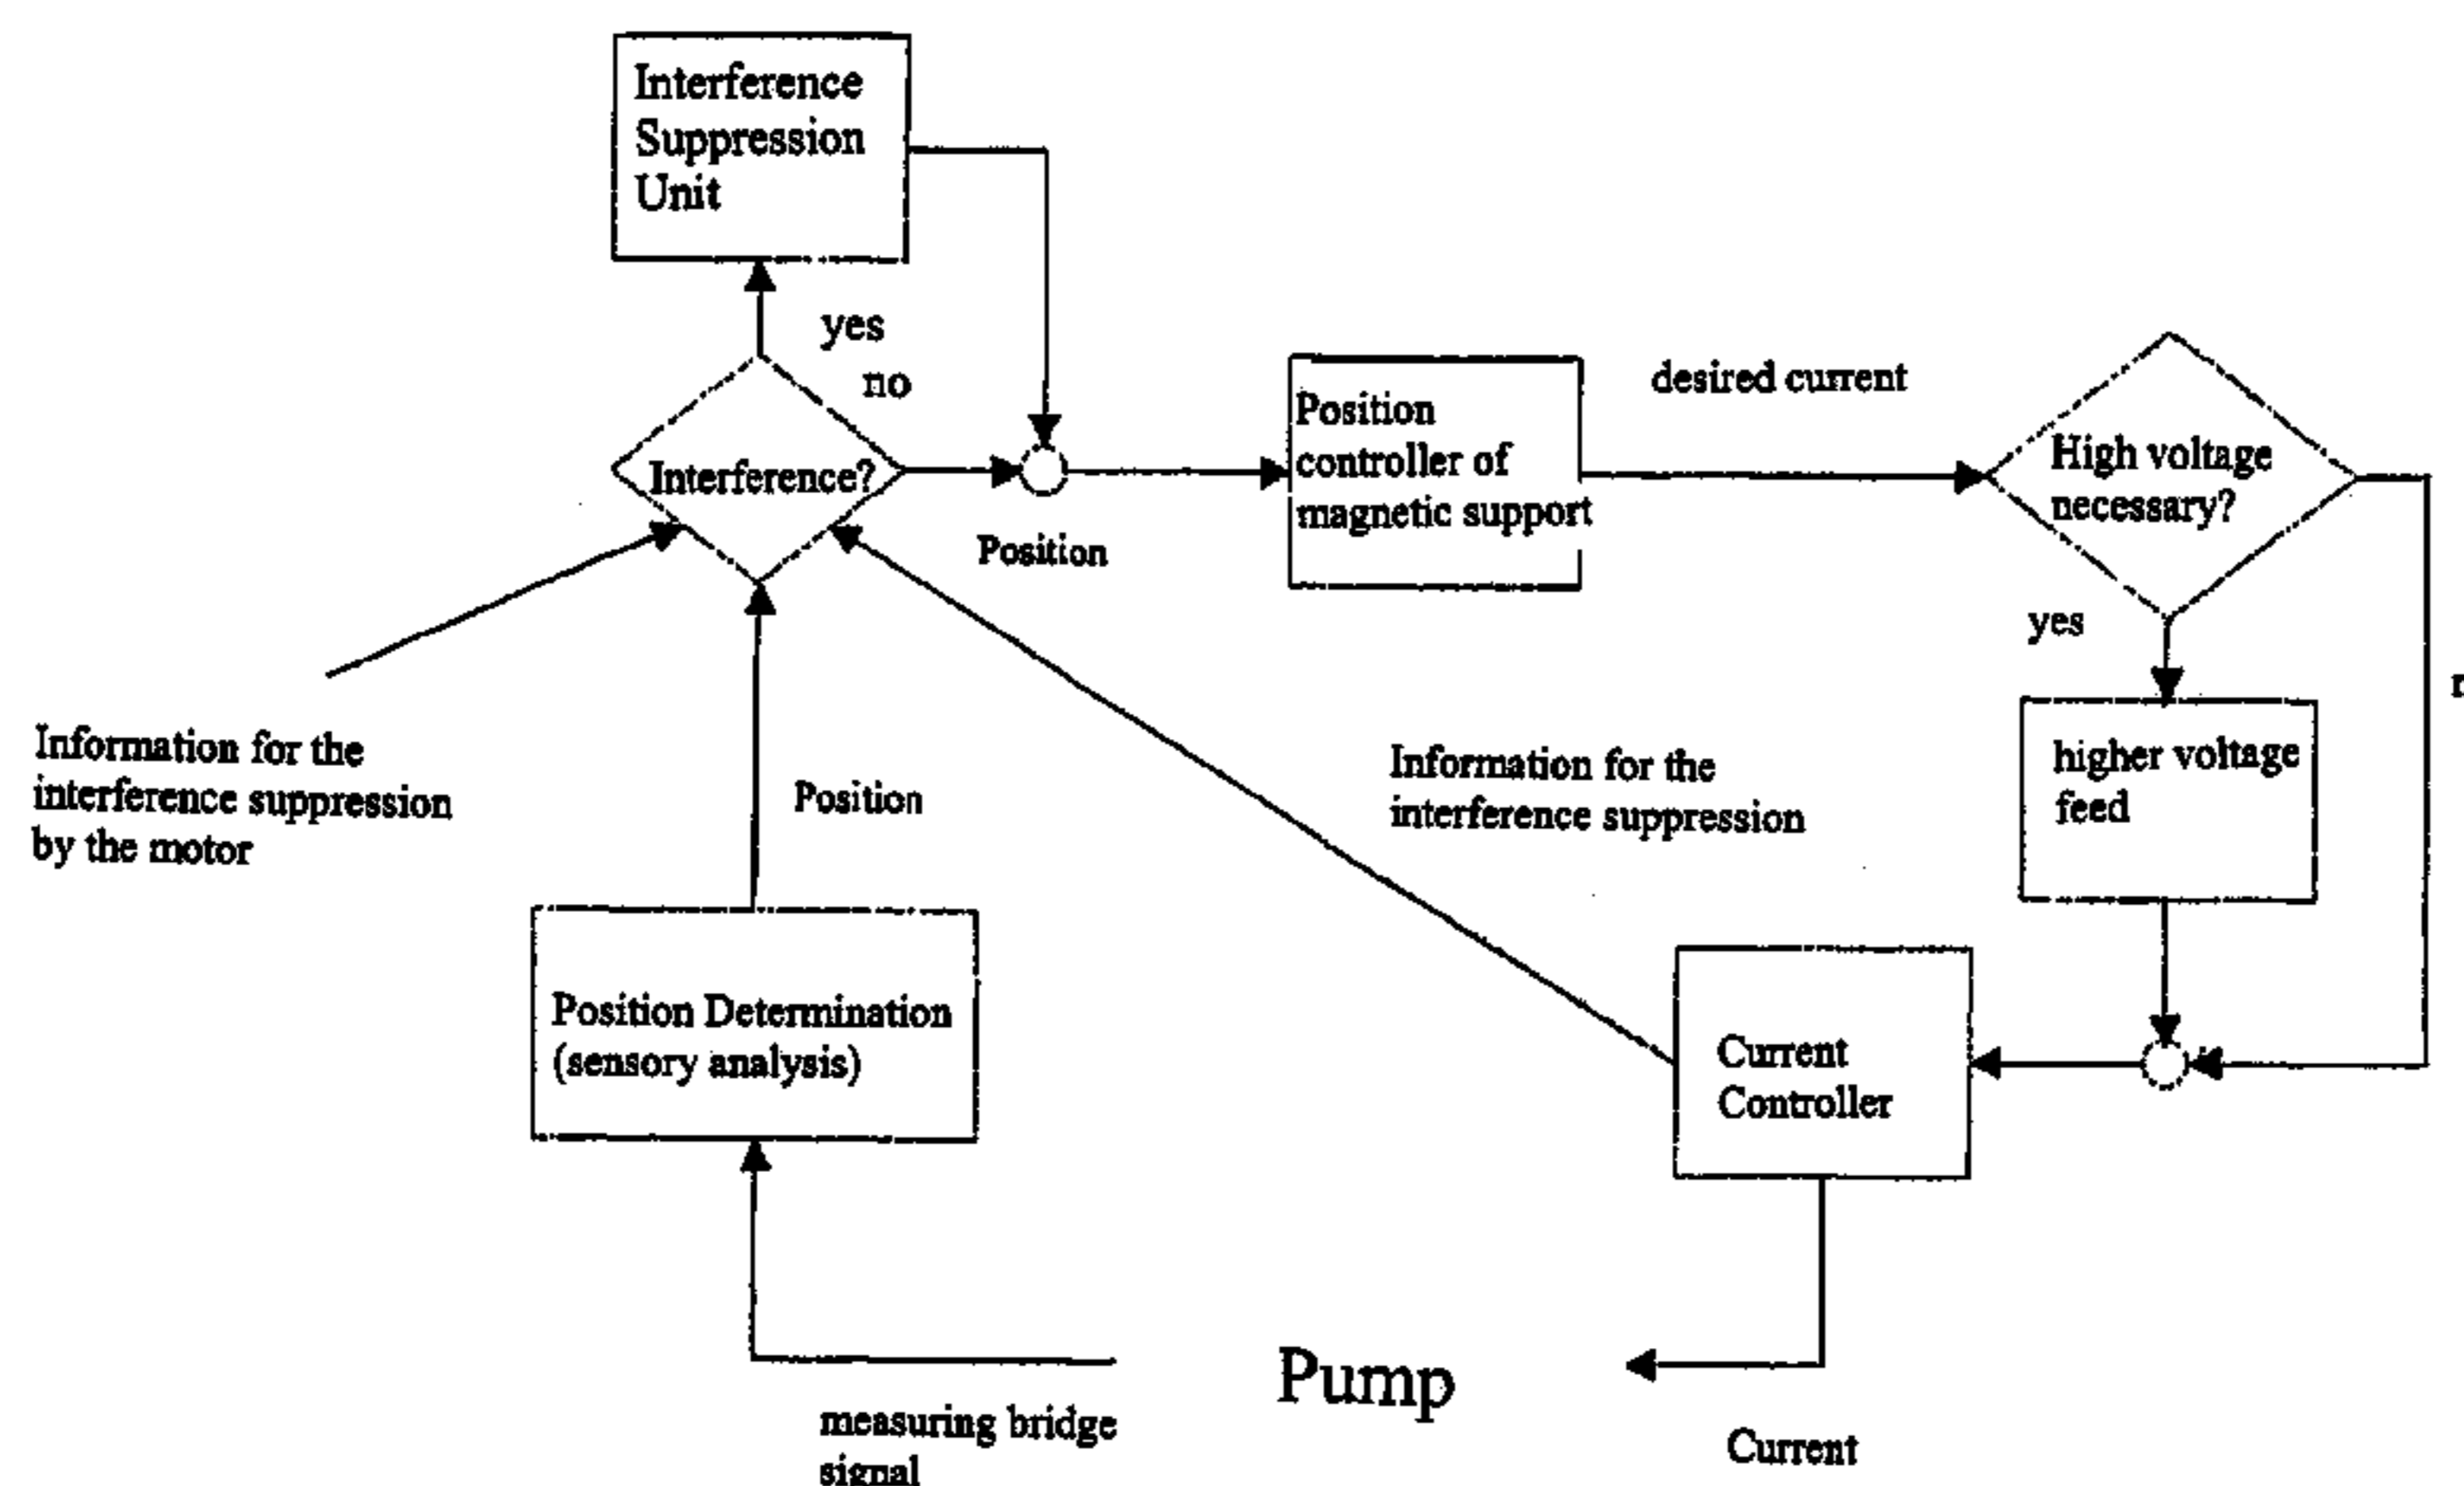 Interference
Suppression
Unit
yes
no
Interference?
Position
Position
controller of
magnetic support
desired current
High voltage
necessary?
yes
higher voltage
feed
Information for the
interference suppression
by the motor
Position
Information for the
interference suppression
Position Determination
(sensory analysis)
Current
Controller
Pump
measuring bridge
signal
Current